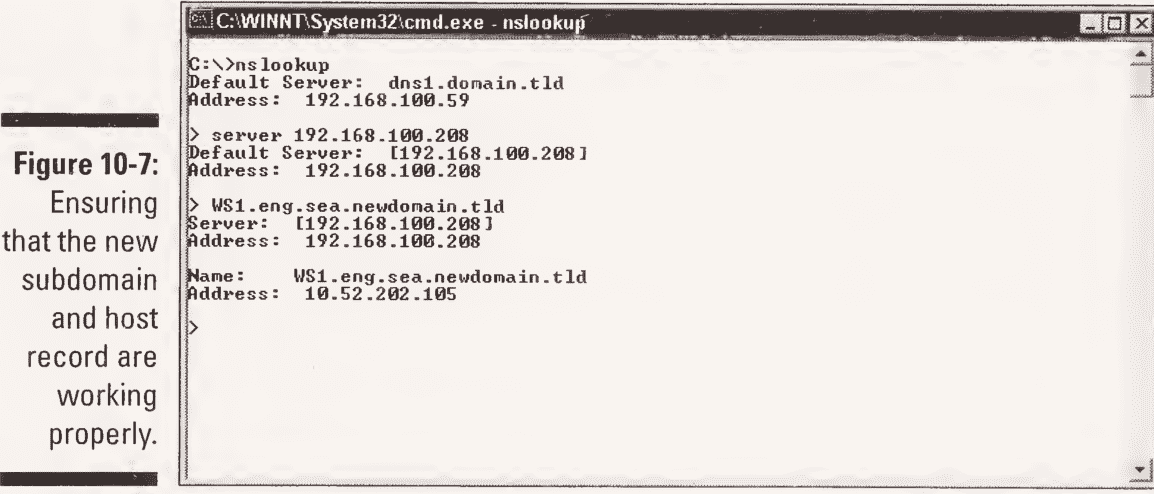 C:\WINNT\System32\cmd.exe - nslookup
C:\>nslookup
Default Server:  dns1.domain.tld
Address:  192.168.100.59
> server 192.168.100.208
Default Server:  [192.168.100.208]
Address:  192.168.100.208
> WS1.eng.sea.newdomain.tld
Server:  [192.168.100.208]
Address:  192.168.100.208
Name:    WS1.eng.sea.newdomain.tld
Address:  10.52.202.105
>
Figure 10-7:
Ensuring
that the new
subdomain
and host
record are
working
properly.